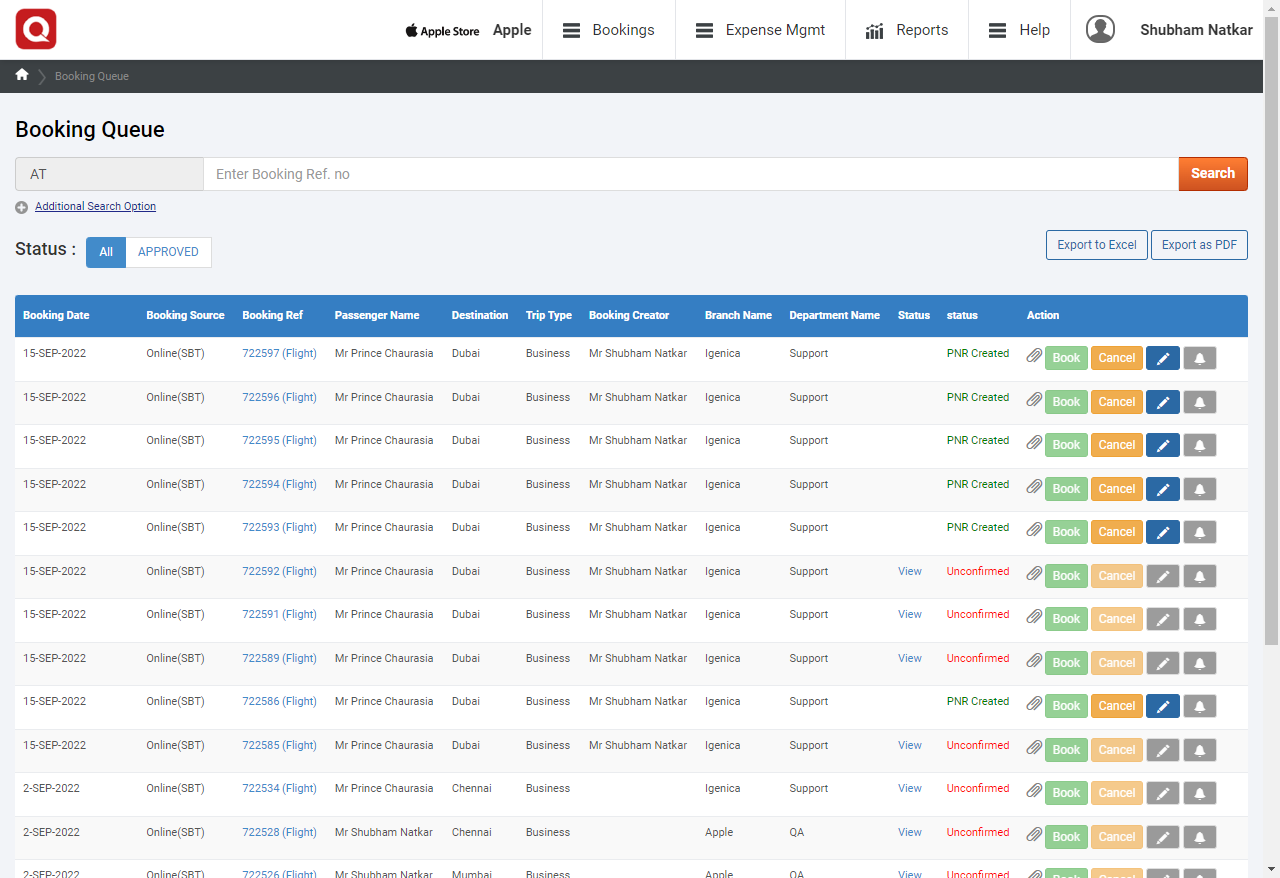 Apple Store Apple Bookings Expense Mgmt Reports Help Shubham Natkar
Booking Queue
Booking Queue
AT Enter Booking Ref. no Search
Additional Search Option
Status : All APPROVED Export to Excel Export as PDF
Booking Date Booking Source Booking Ref Passenger Name Destination Trip Type Booking Creator Branch Name Department Name Status status Action
15-SEP-2022 Online(SBT) 722597 (Flight) Mr Prince Chaurasia Dubai Business Mr Shubham Natkar Igenica Support PNR Created Book Cancel
15-SEP-2022 Online(SBT) 722596 (Flight) Mr Prince Chaurasia Dubai Business Mr Shubham Natkar Igenica Support PNR Created Book Cancel
15-SEP-2022 Online(SBT) 722595 (Flight) Mr Prince Chaurasia Dubai Business Mr Shubham Natkar Igenica Support PNR Created Book Cancel
15-SEP-2022 Online(SBT) 722594 (Flight) Mr Prince Chaurasia Dubai Business Mr Shubham Natkar Igenica Support PNR Created Book Cancel
15-SEP-2022 Online(SBT) 722593 (Flight) Mr Prince Chaurasia Dubai Business Mr Shubham Natkar Igenica Support PNR Created Book Cancel
15-SEP-2022 Online(SBT) 722592 (Flight) Mr Prince Chaurasia Dubai Business Mr Shubham Natkar Igenica Support View Unconfirmed Book Cancel
15-SEP-2022 Online(SBT) 722591 (Flight) Mr Prince Chaurasia Dubai Business Mr Shubham Natkar Igenica Support View Unconfirmed Book Cancel
15-SEP-2022 Online(SBT) 722589 (Flight) Mr Prince Chaurasia Dubai Business Mr Shubham Natkar Igenica Support View Unconfirmed Book Cancel
15-SEP-2022 Online(SBT) 722586 (Flight) Mr Prince Chaurasia Dubai Business Mr Shubham Natkar Igenica Support PNR Created Book Cancel
15-SEP-2022 Online(SBT) 722585 (Flight) Mr Prince Chaurasia Dubai Business Mr Shubham Natkar Igenica Support View Unconfirmed Book Cancel
2-SEP-2022 Online(SBT) 722534 (Flight) Mr Prince Chaurasia Chennai Business Igenica Support View Unconfirmed Book Cancel
2-SEP-2022 Online(SBT) 722528 (Flight) Mr Shubham Natkar Chennai Business Apple QA View Unconfirmed Book Cancel
2-SEP-2022 Online(SBT) 722526 (Flight) Mr Shubham Natkar Mumbai Business Apple QA View Unconfirmed Book Cancel